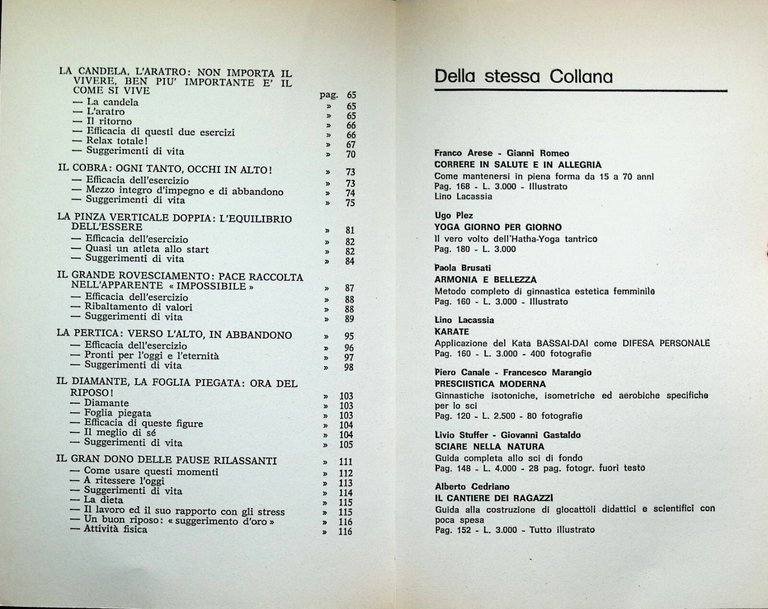 LA CANDELA, L'ARATRO: NON IMPORTA IL
VIVERE, BEN PIU' IMPORTANTE E' IL
COME SI VIVE pag. 65
— La candela » 65
— L'aratro » 65
— Il ritorno » 66
— Efficacia di questi due esercizi » 66
— Relax totale! » 67
— Suggerimenti di vita » 70
IL COBRA: OGNI TANTO, OCCHI IN ALTO! » 73
— Efficacia dell'esercizio » 73
— Mezzo integro d'impegno e di abbandono » 74
— Suggerimenti di vita » 75
LA PINZA VERTICALE DOPPIA: L'EQUILIBRIO
DELL'ESSERE » 81
— Efficacia dell'esercizio » 82
— Quasi un atleta allo start » 82
— Suggerimenti di vita » 84
IL GRANDE ROVESCIAMENTO: PACE RACCOLTA
NELL'APPARENTE « IMPOSSIBILE » » 87
— Efficacia dell'esercizio » 88
— Ribaltamento di valori » 88
— Suggerimenti di vita » 89
LA PERTICA: VERSO L'ALTO, IN ABBANDONO » 95
— Efficacia dell'esercizio » 96
— Pronti per l'oggi e l'eternità » 97
— Suggerimenti di vita » 98
IL DIAMANTE, LA FOGLIA PIEGATA: ORA DEL
RIPOSO! » 103
— Diamante » 103
— Foglia piegata » 103
— Efficacia di queste figure » 104
— Il meglio di sé » 104
— Suggerimenti di vita » 105
IL GRAN DONO DELLE PAUSE RILASSANTI » 111
— Come usare questi momenti » 112
— A ritessere l'oggi » 113
— Suggerimenti di vita » 114
— La dieta » 115
— Il lavoro ed il suo rapporto con gli stress » 115
— Un buon riposo: « suggerimento d'oro » » 116
— Attività fisica » 116
Della stessa Collana
Franco Arese - Gianni Romeo
CORRERE IN SALUTE E IN ALLEGRIA
Come mantenersi in piena forma da 15 a 70 anni
Pag. 168 - L. 3.000 - Illustrato
Lino Lacassia
Ugo Plez
YOGA GIORNO PER GIORNO
Il vero volto dell'Hatha-Yoga tantrico
Pag. 180 - L. 3.000
Paola Brusati
ARMONIA E BELLEZZA
Metodo completo di ginnastica estetica femminile
Pag. 160 - L. 3.000 - Illustrato
Lino Lacassia
KARATE
Applicazione del Kata BASSAI-DAI come DIFESA PERSONALE
Pag. 160 - L. 3.000 - 400 fotografie
Piero Canale - Francesco Marangio
PRESCIISTICA MODERNA
Ginnastiche isotoniche, isometriche ed aerobiche specifiche
per lo sci
Pag. 120 - L. 2.500 - 80 fotografie
Livio Stuffer - Giovanni Gastaldo
SCIARE NELLA NATURA
Guida completa allo sci di fondo
Pag. 148 - L. 4.000 - 28 pag. fotogr. fuori testo
Alberto Cedriano
IL CANTIERE DEI RAGAZZI
Guida alla costruzione di giocattoli didattici e scientifici con
poca spesa
Pag. 152 - L. 3.000 - Tutto illustrato